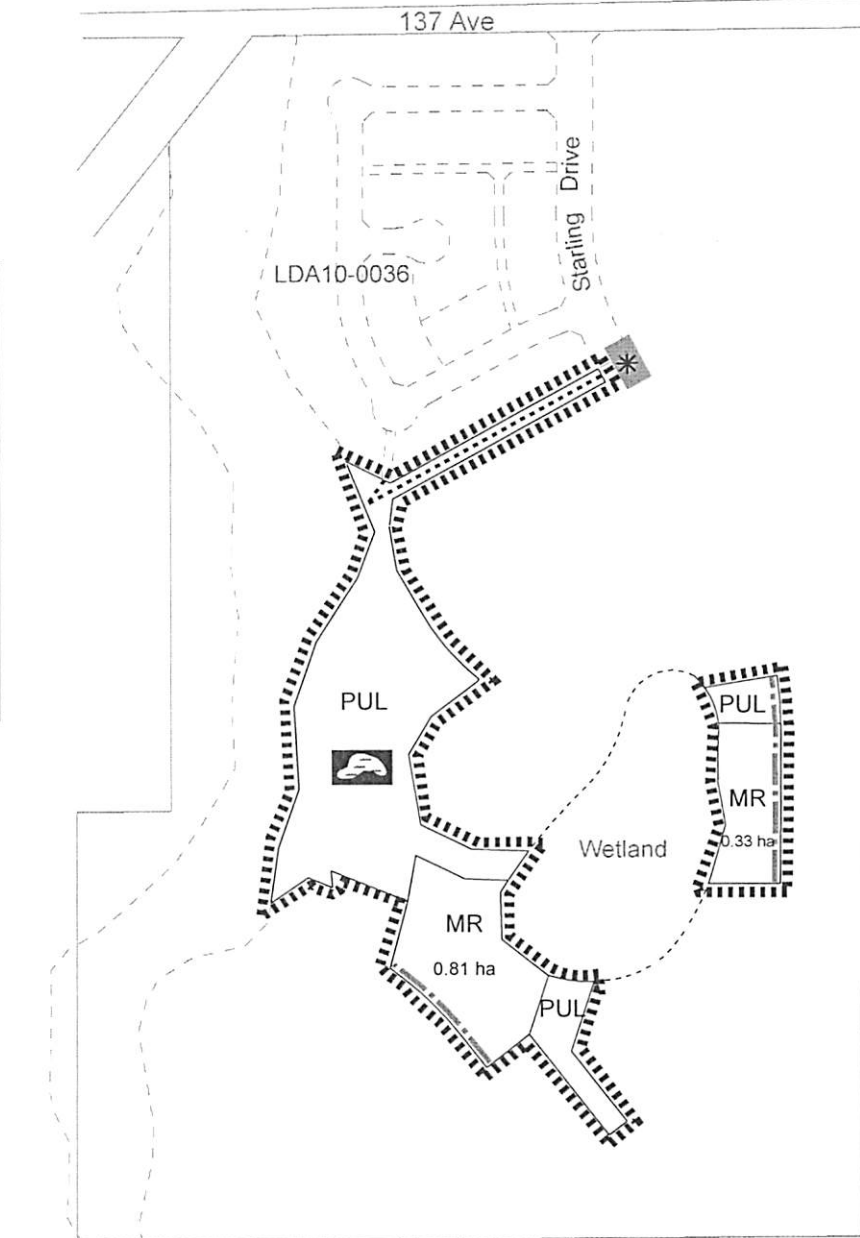 137 Ave
Starling Drive
LDA10-0036
PUL
PUL
MR
0.33 ha
Wetland
MR
0.81 ha
PUL